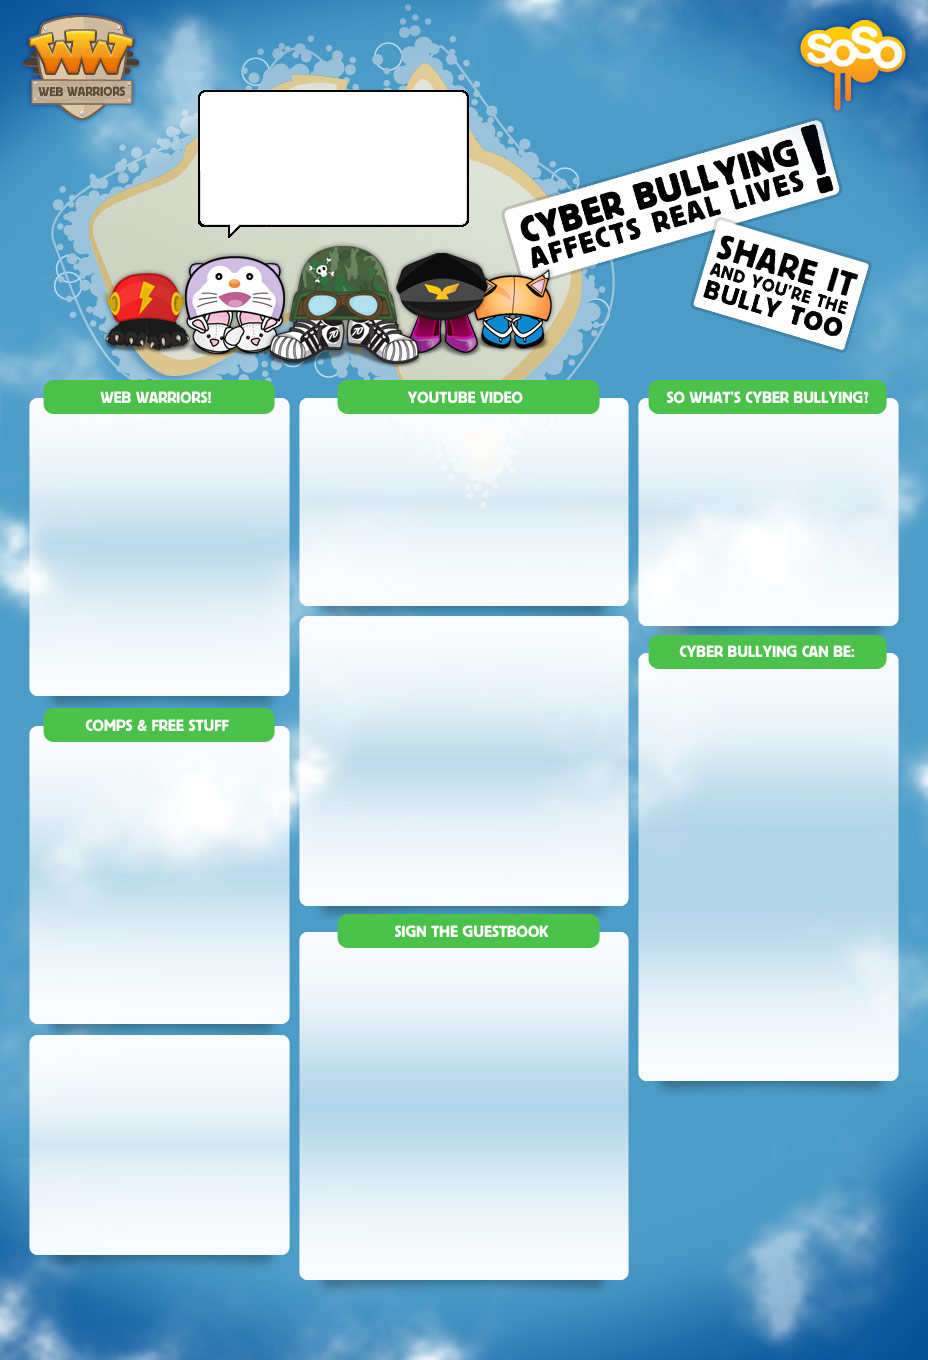 WW
WEB WARRIORS
SOSO
CYBER BULLYING!
AFFECTS REAL LIVES
SHARE IT
AND YOU'RE THE
BULLY TOO
WEB WARRIORS!
YOUTUBE VIDEO
SO WHAT'S CYBER BULLYING?
CYBER BULLYING CAN BE:
COMPS & FREE STUFF
SIGN THE GUESTBOOK